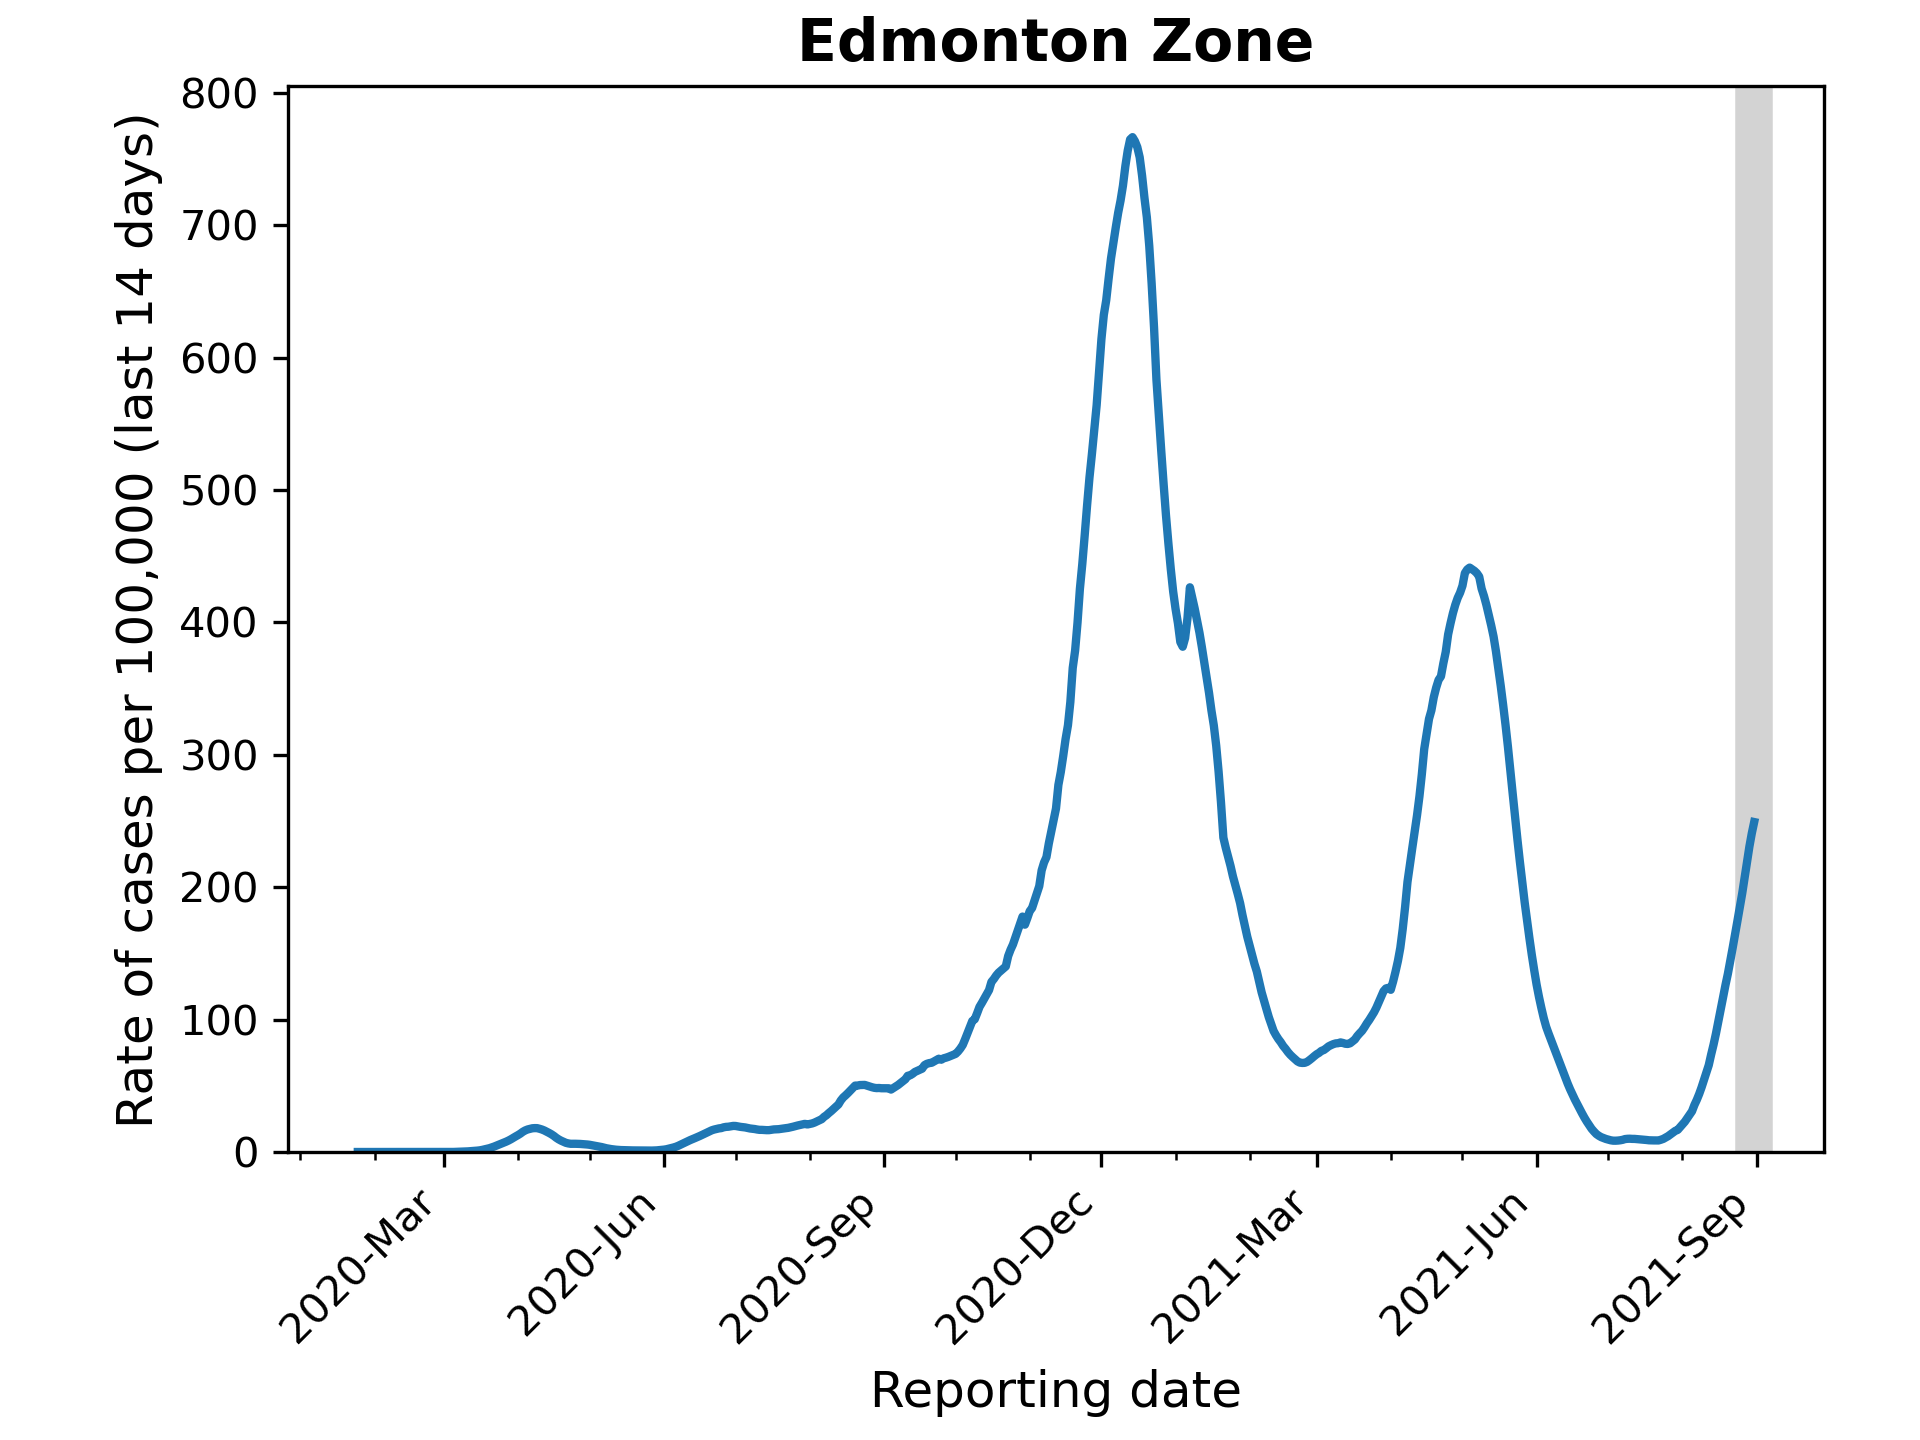 Edmonton Zone
Rate of cases per 100,000 (last 14 days)
800
700
600
500
400
300
200
100
0
2020-Mar
2020-Jun
2020-Sep
2020-Dec
2021-Mar
2021-Jun
2021-Sep
Reporting date